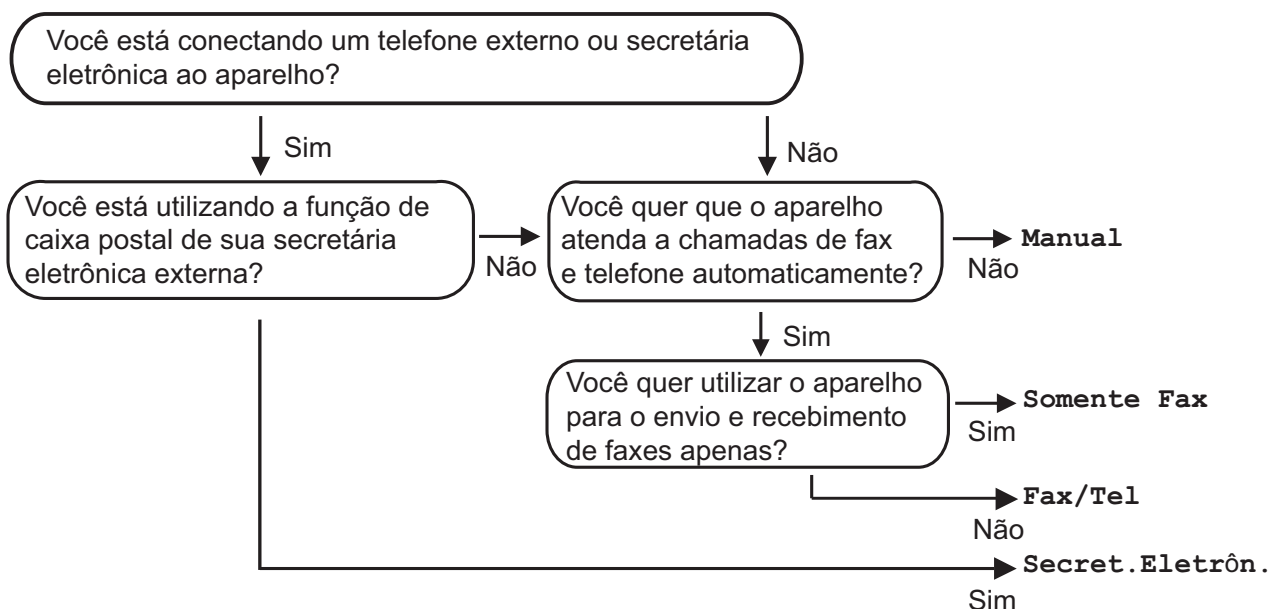 Você está conectando um telefone externo ou secretária
eletrônica ao aparelho?
Sim
Não
Você está utilizando a função de
caixa postal de sua secretária
eletrônica externa?
Não
Você quer que o aparelho
atenda a chamadas de fax
e telefone automaticamente?
Manual
Não
Sim
Você quer utilizar o aparelho
para o envio e recebimento
de faxes apenas?
Somente Fax
Sim
Fax/Tel
Não
Secret.Eletrôn.
Sim